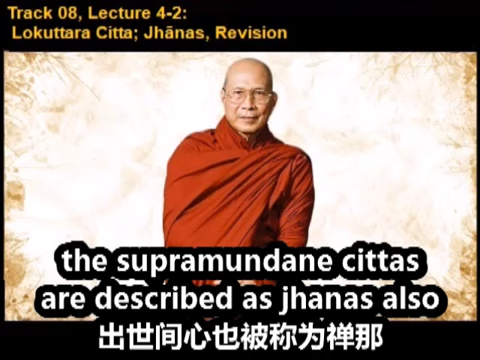 Track 08, Lecture 4-2:
Lokuttara Citta; Jhānas, Revision
the supramundane cittas
are described as jhanas also
出世间心也被称为禅那